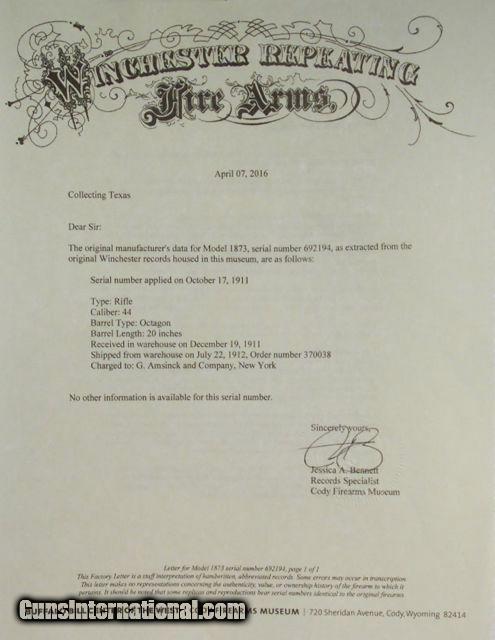 WINCHESTER REPEATING
Fire Arms.
April 07, 2016
Collecting Texas
Dear Sir:
The original manufacturer's data for Model 1873, serial number 692194, as extracted from the
original Winchester records housed in this museum, are as follows:
Serial number applied on October 17, 1911
Type: Rifle
Caliber: 44
Barrel Type: Octagon
Barrel Length: 20 inches
Received in warehouse on December 19, 1911
Shipped from warehouse on July 22, 1912, Order number 370038
Charged to: G. Amsinck and Company, New York
No other information is available for this serial number.
Sincerely yours,
Jessica A. Bennett
Records Specialist
Cody Firearms Museum
Letter for Model 1873 serial number 692194, page 1 of 1
This Factory Letter is a staff interpretation of handwritten, abbreviated records. Some errors may occur in transcription.
This letter makes no representations concerning the authenticity, value, or ownership history of the firearm to which it
pertains. It should be noted that some replicas and reproductions bear serial numbers identical to the original firearms
BUFFALO BILL CENTER OF THE WEST FIREARMS MUSEUM | 720 Sheridan Avenue, Cody, Wyoming 82414
GunsInternational.com